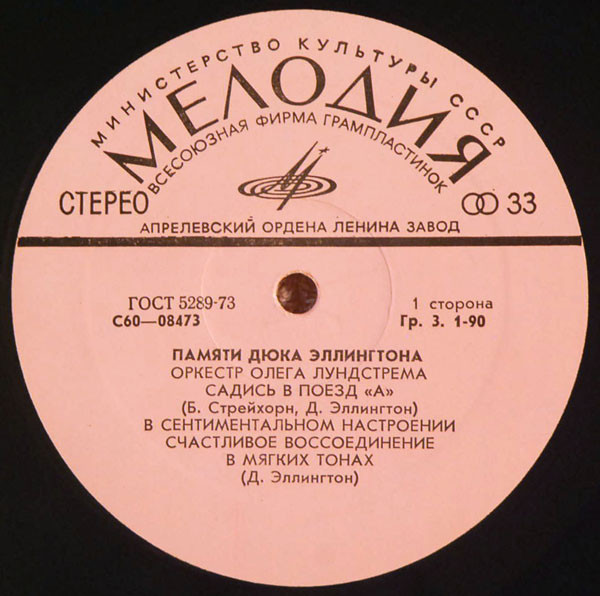 МИНИСТЕРСТВО КУЛЬТУРЫ СССР
МЕЛОДИЯ
ВСЕСОЮЗНАЯ ФИРМА ГРАМПЛАСТИНОК
СТЕРЕО
33
АПРЕЛЕВСКИЙ ОРДЕНА ЛЕНИНА ЗАВОД
ГОСТ 5289-73
1 сторона
С60—08473
Гр. 3. 1-90
ПАМЯТИ ДЮКА ЭЛЛИНГТОНА
ОРКЕСТР ОЛЕГА ЛУНДСТРЕМА
САДИСЬ В ПОЕЗД «А»
(Б. Стрейхорн, Д. Эллингтон)
В СЕНТИМЕНТАЛЬНОМ НАСТРОЕНИИ
СЧАСТЛИВОЕ ВОССОЕДИНЕНИЕ
В МЯГКИХ ТОНАХ
(Д. Эллингтон)